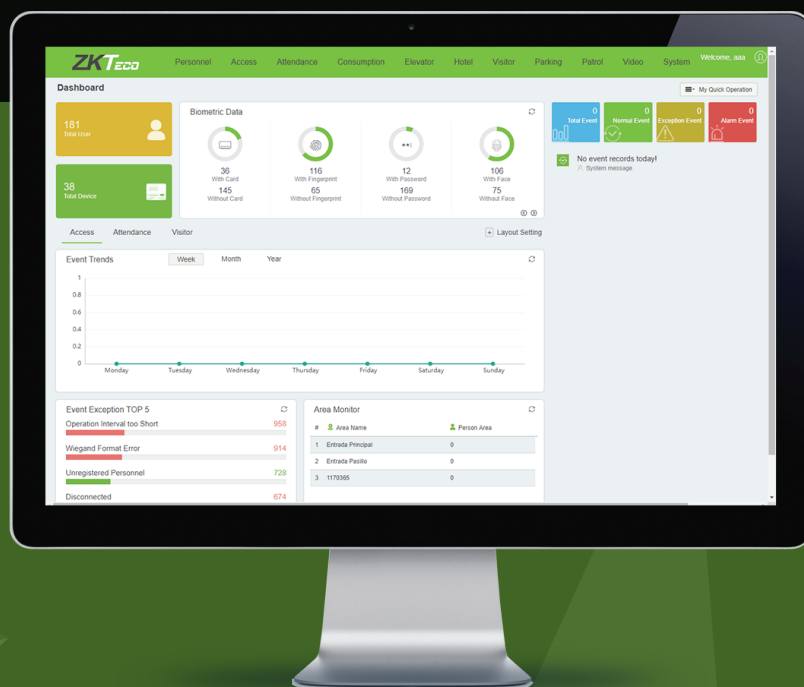 ZKTeco
Personnel Access Attendance Consumption Elevator Hotel Visitor Parking Patrol Video System Welcome, aaa
Dashboard
My Quick Operation
181
Total User
38
Total Device
Biometric Data
36
With Card
145
Without Card
116
With Fingerprint
65
Without Fingerprint
12
With Password
169
Without Password
106
With Face
75
Without Face
0
Total Event
0
Normal Event
0
Exception Event
0
Alarm Event
No event records today!
System message
Access Attendance Visitor
Layout Setting
Event Trends Week Month Year
1
0.8
0.6
0.4
0.2
0
Monday Tuesday Wednesday Thursday Friday Saturday Sunday
Event Exception TOP 5
Operation Interval too Short 958
Wiegand Format Error 914
Unregistered Personnel 728
Disconnected 674
Area Monitor
# Area Name Person Area
1 Entrada Principal 0
2 Entrada Pasillo 0
3 1170365 0